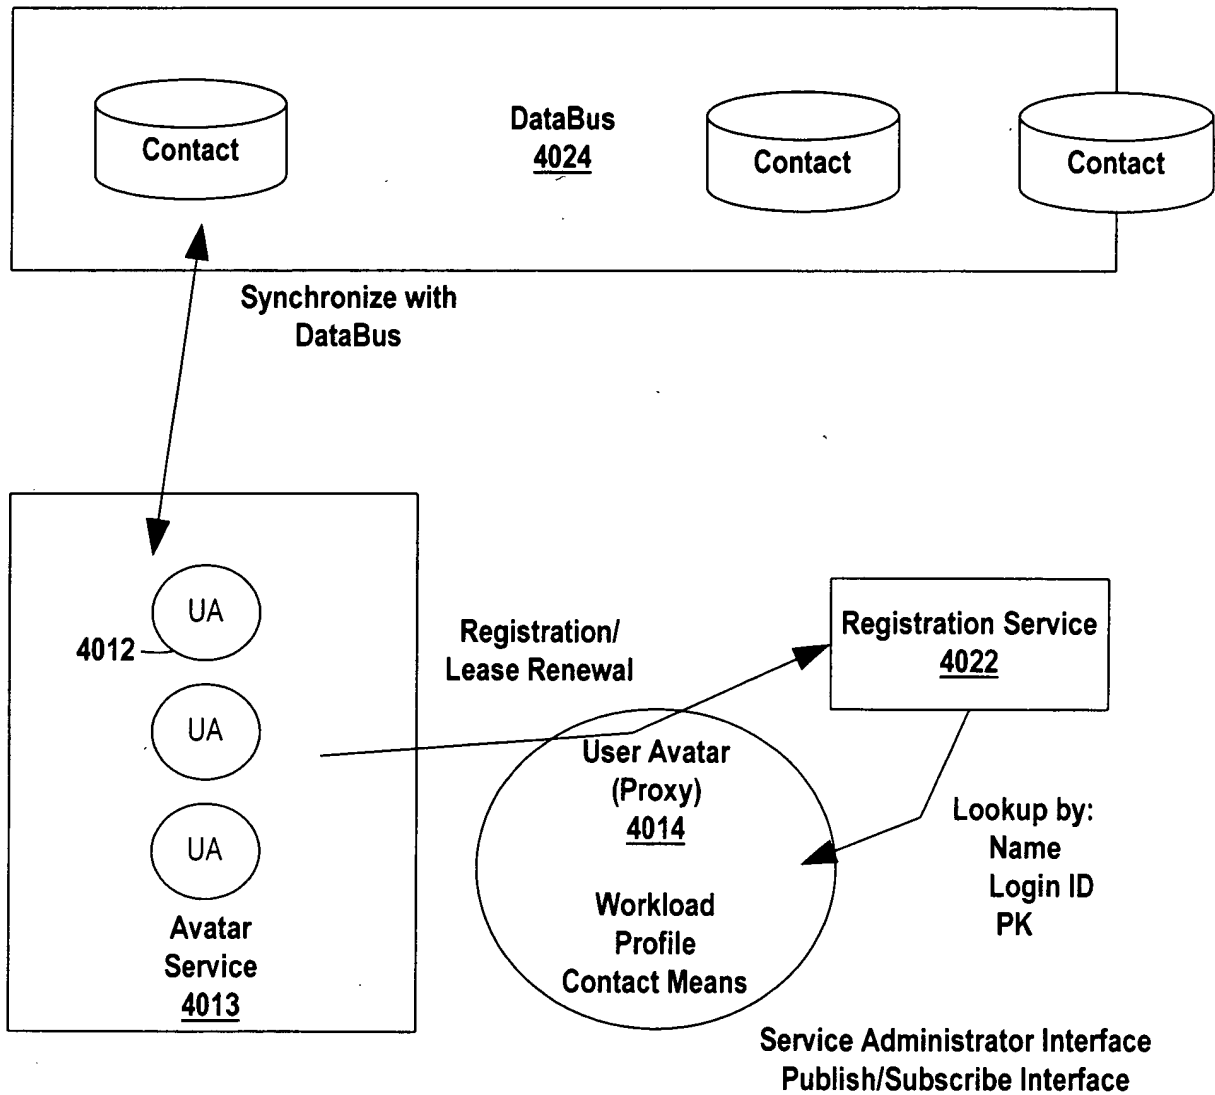 Contact
DataBus
4024
Contact
Contact
Synchronize with
DataBus
UA
4012
UA
UA
Avatar
Service
4013
Registration/
Lease Renewal
Registration Service
4022
User Avatar
(Proxy)
4014
Workload
Profile
Contact Means
Lookup by:
Name
Login ID
PK
Service Administrator Interface
Publish/Subscribe Interface